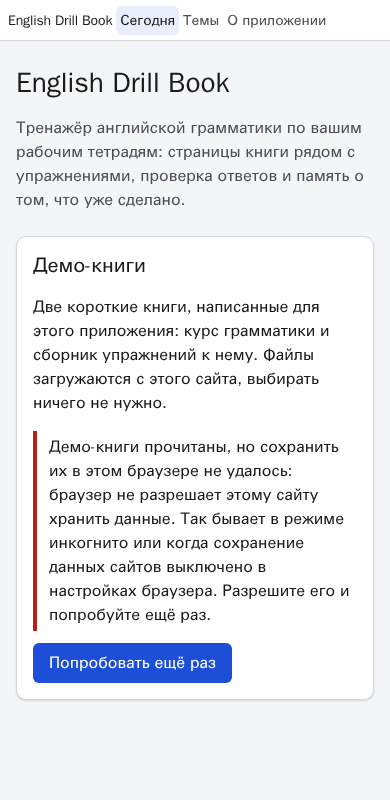 English Drill Book Сегодня Темы О приложении
English Drill Book
Тренажёр английской грамматики по вашим
рабочим тетрадям: страницы книги рядом с
упражнениями, проверка ответов и память о
том, что уже сделано.
Демо-книги
Две короткие книги, написанные для
этого приложения: курс грамматики и
сборник упражнений к нему. Файлы
загружаются с этого сайта, выбирать
ничего не нужно.
Демо-книги прочитаны, но сохранить
их в этом браузере не удалось:
браузер не разрешает этому сайту
хранить данные. Так бывает в режиме
инкогнито или когда сохранение
данных сайтов выключено в
настройках браузера. Разрешите его и
попробуйте ещё раз.
Попробовать ещё раз